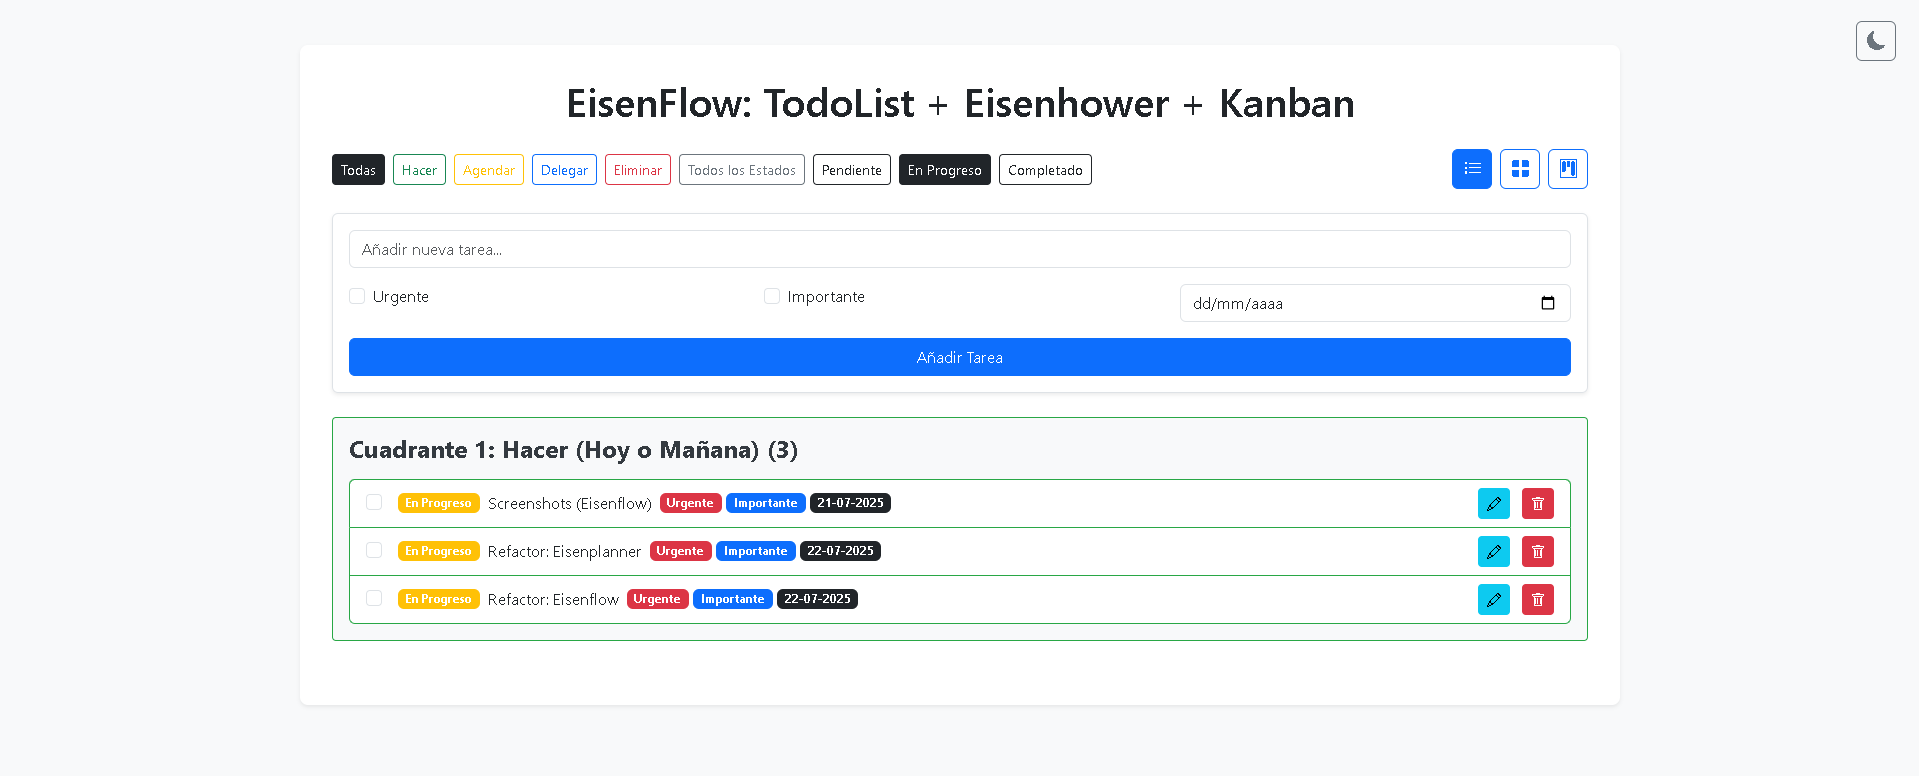 EisenFlow: TodoList + Eisenhower + Kanban
Todas Hacer Agendar Delegar Eliminar Todos los Estados Pendiente En Progreso Completado
Añadir nueva tarea...
Urgente Importante dd/mm/aaaa
Añadir Tarea
Cuadrante 1: Hacer (Hoy o Mañana) (3)
En Progreso Screenshots (Eisenflow) Urgente Importante 21-07-2025
En Progreso Refactor: Eisenplanner Urgente Importante 22-07-2025
En Progreso Refactor: Eisenflow Urgente Importante 22-07-2025